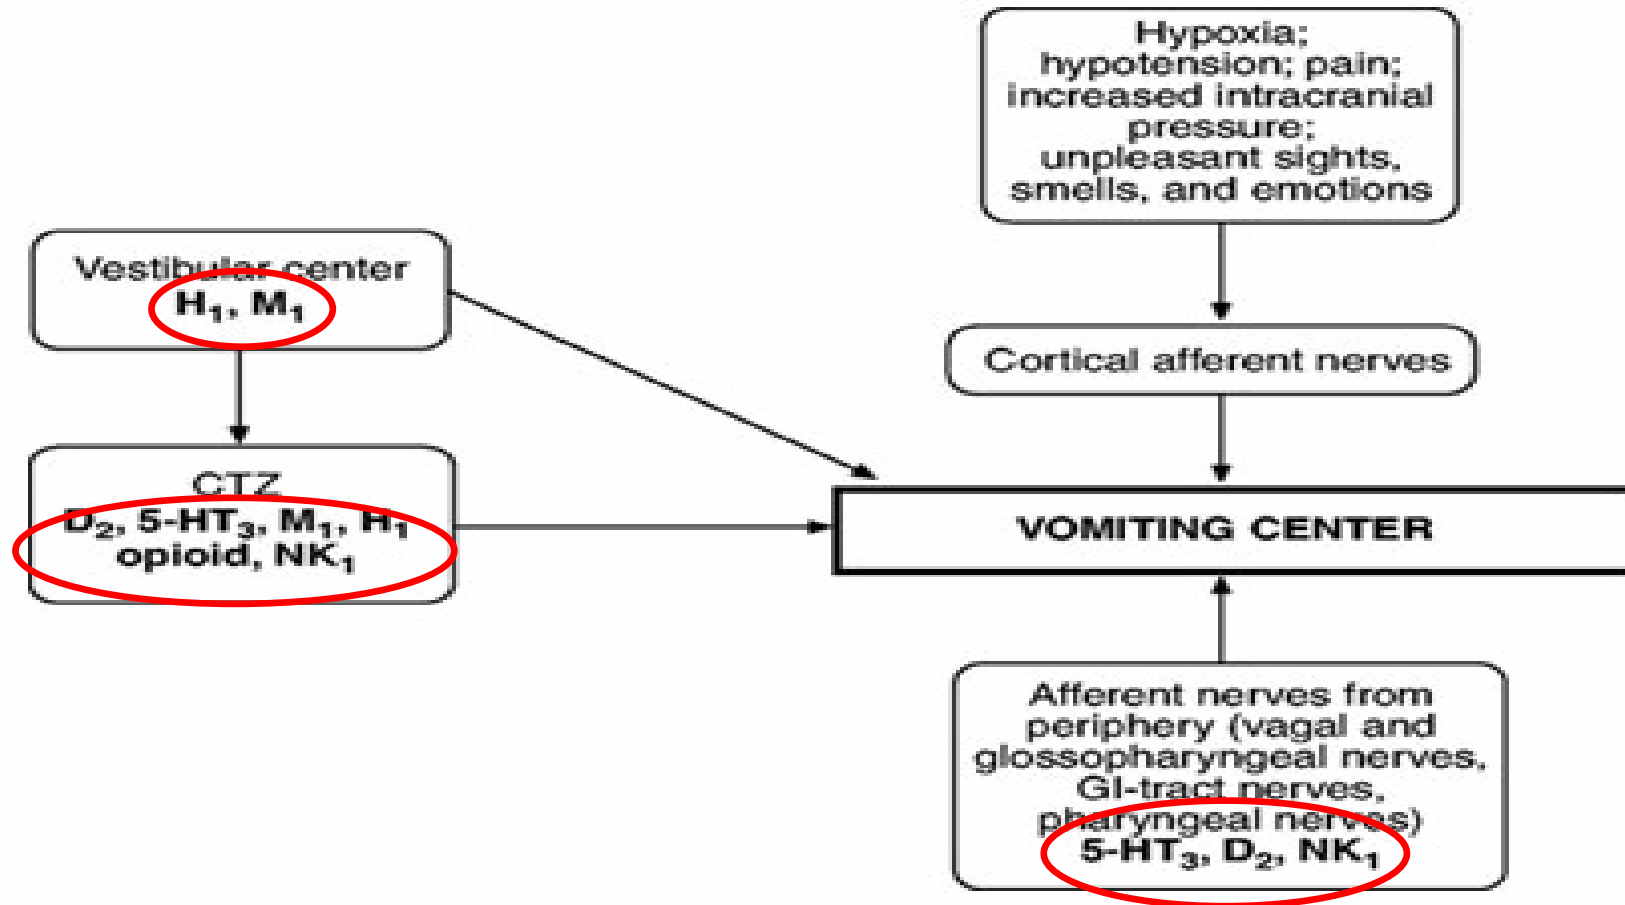 Hypoxia;
hypotension; pain;
increased intracranial
pressure;
unpleasant sights,
smells, and emotions
Vestibular center
H₁, M₁
Cortical afferent nerves
CTZ
D₂, 5-HT₃, M₁, H₁
opioid, NK₁
VOMITING CENTER
Afferent nerves from
periphery (vagal and
glossopharyngeal nerves,
GI-tract nerves,
pharyngeal nerves)
5-HT₃, D₂, NK₁